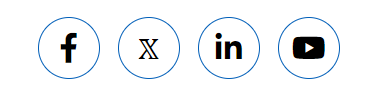 f 𝕏 in